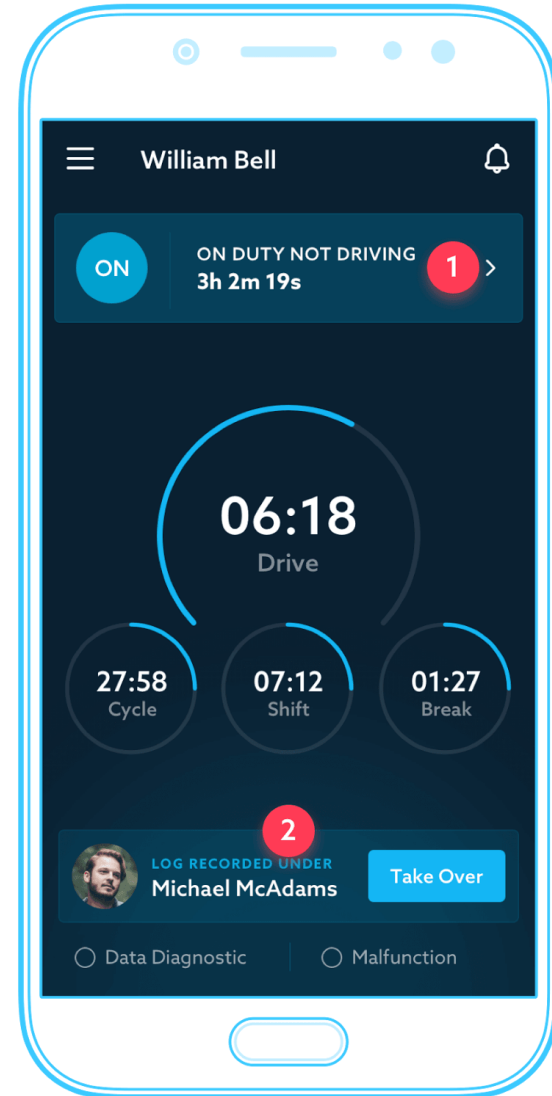 William Bell
ON
ON DUTY NOT DRIVING
3h 2m 19s
1
06:18
Drive
27:58
Cycle
07:12
Shift
01:27
Break
2
LOG RECORDED UNDER
Michael McAdams
Take Over
Data Diagnostic
Malfunction